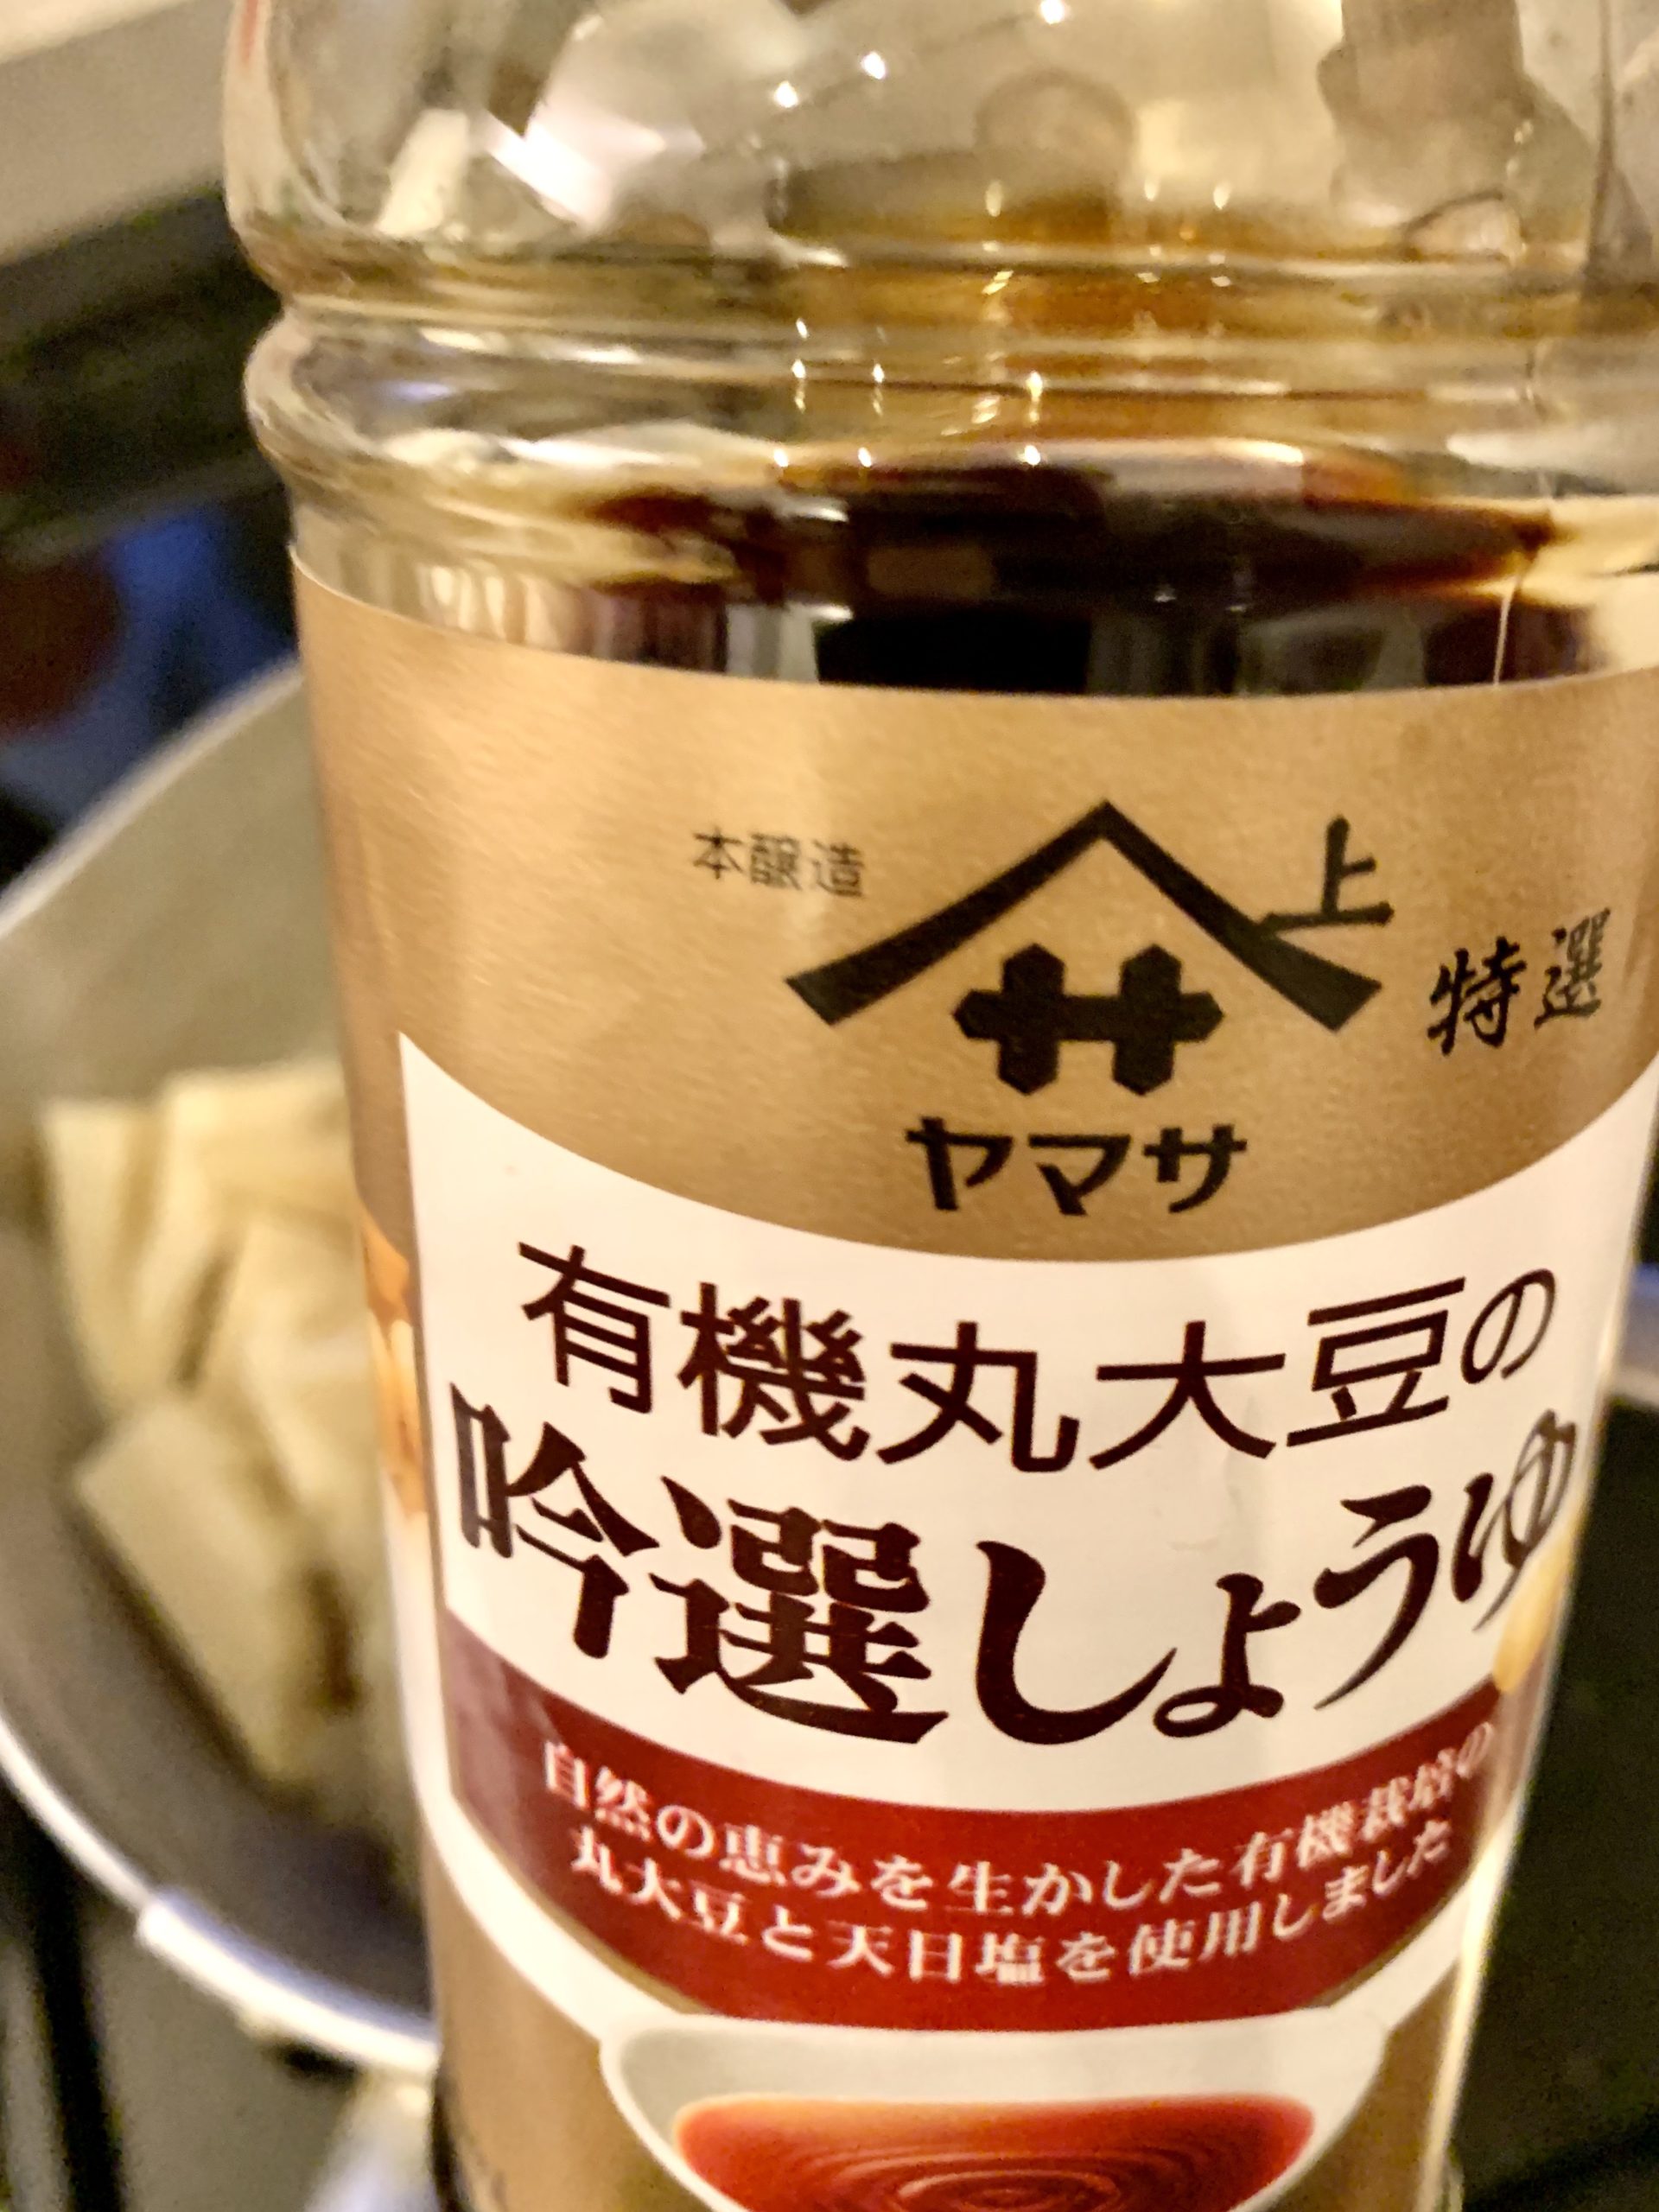 本醸造
上
サ
特選
ヤマサ
有機丸大豆の
吟選しょうゆ
自然の恵みを生かした有機栽培の
丸大豆と天日塩を使用しました